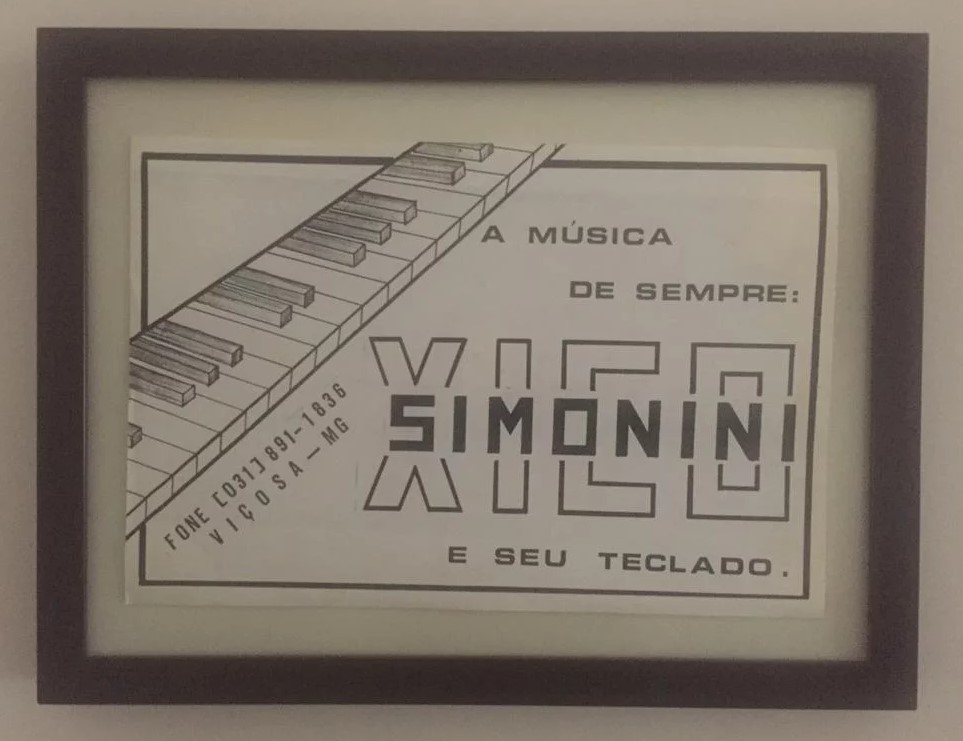 A MÚSICA
DE SEMPRE:
XICO
SIMONINI
E SEU TECLADO.
FONE [031] 891-1836
VIÇOSA — MG